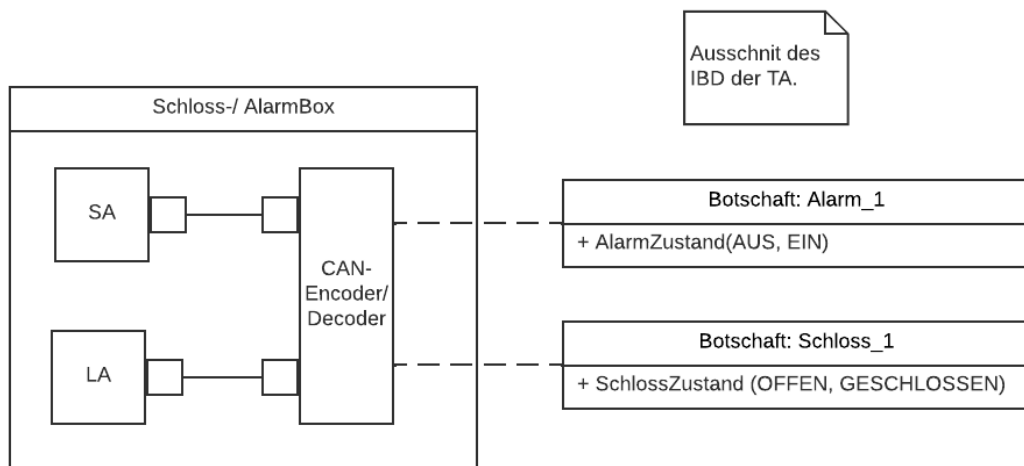 Ausschnit des
IBD der TA.
Schloss-/ AlarmBox
SA
LA
CAN-
Encoder/
Decoder
Botschaft: Alarm_1
+ AlarmZustand(AUS, EIN)
Botschaft: Schloss_1
+ SchlossZustand (OFFEN, GESCHLOSSEN)